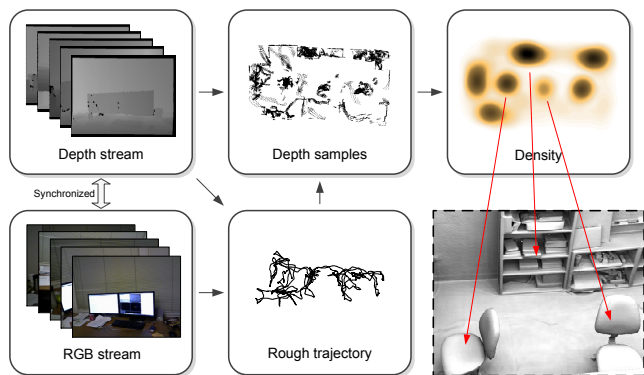 Depth stream
Depth samples
Density
Synchronized
RGB stream
Rough trajectory